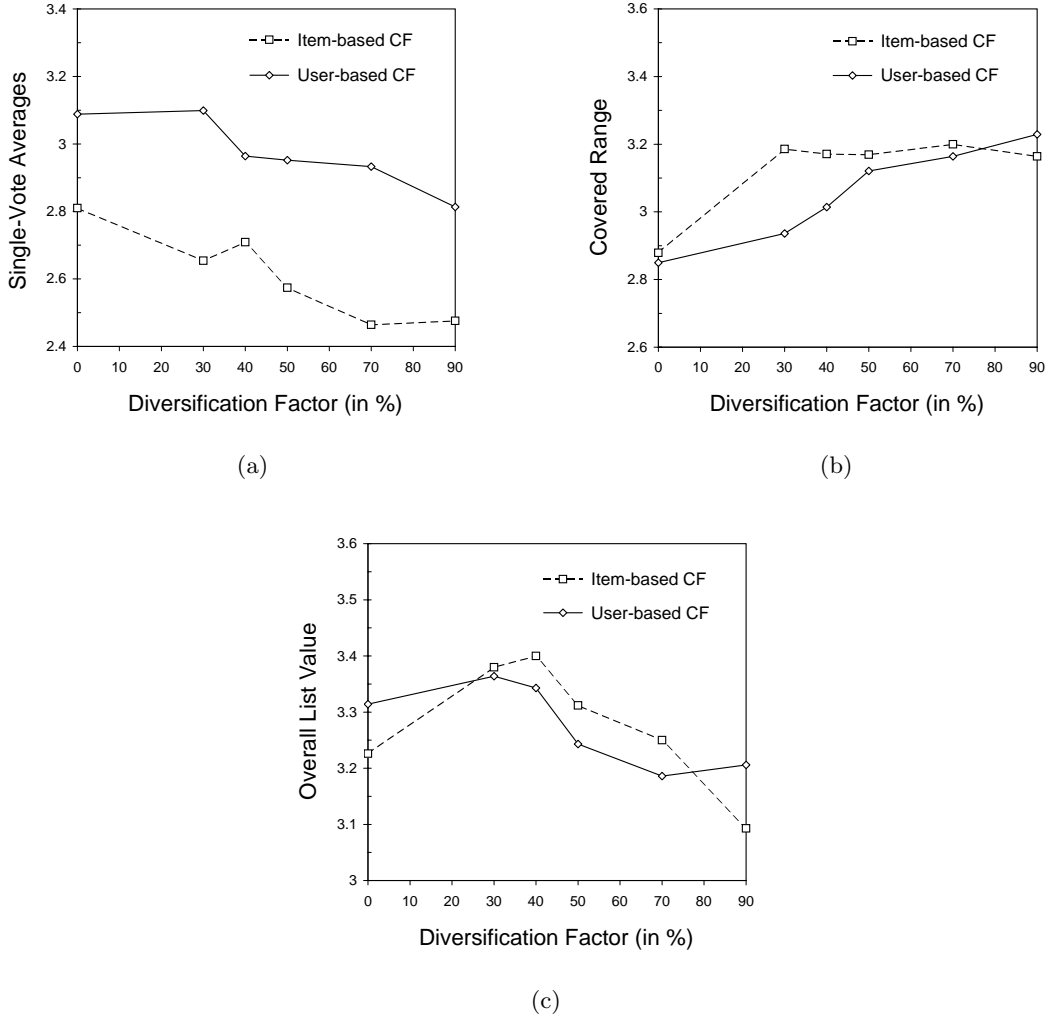 3.4
3.2
3
2.8
2.6
2.4
Single-Vote Averages
Item-based CF
User-based CF
0 10 20 30 40 50 60 70 80 90
Diversification Factor (in %)
(a)
3.6
3.4
3.2
3
2.8
2.6
Covered Range
Item-based CF
User-based CF
0 10 20 30 40 50 60 70 80 90
Diversification Factor (in %)
(b)
3.6
3.5
3.4
3.3
3.2
3.1
3
Overall List Value
Item-based CF
User-based CF
0 10 20 30 40 50 60 70 80 90
Diversification Factor (in %)
(c)